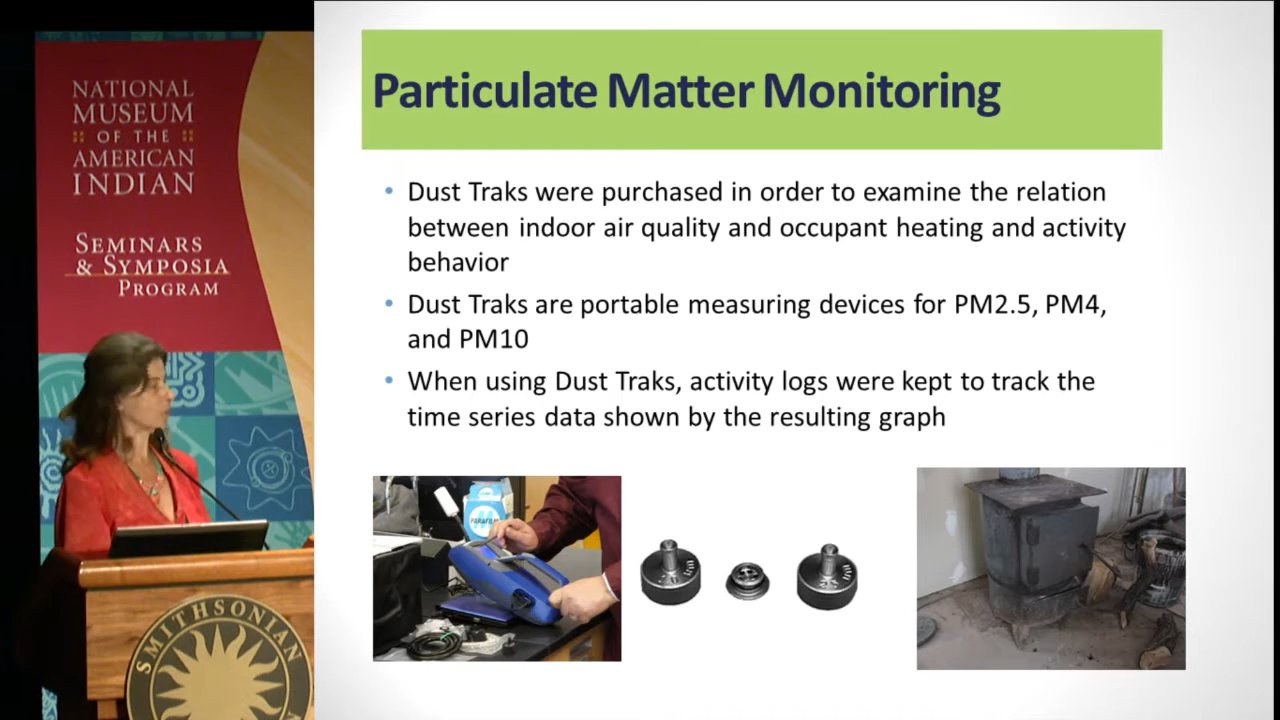 NATIONAL
MUSEUM
OF THE
AMERICAN
INDIAN
SEMINARS
& SYMPOSIA
PROGRAM
SMITHSONIAN
Particulate Matter Monitoring
• Dust Traks were purchased in order to examine the relation
between indoor air quality and occupant heating and activity
behavior
• Dust Traks are portable measuring devices for PM2.5, PM4,
and PM10
• When using Dust Traks, activity logs were kept to track the
time series data shown by the resulting graph